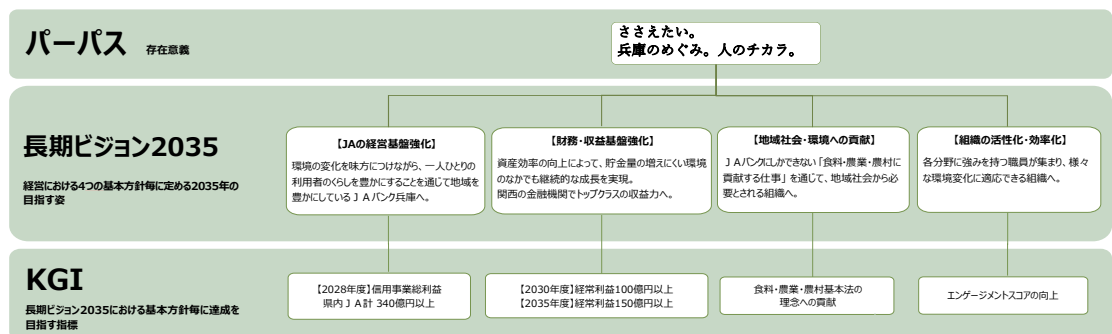 パーパス 存在意義
ささえたい。
兵庫のめぐみ。人のチカラ。
長期ビジョン2035
経営における4つの基本方針毎に定める2035年の
目指す姿
【JAの経営基盤強化】
環境の変化を味方につけながら、一人ひとりの
利用者のくらしを豊かにすることを通じて地域を
豊かにしているＪＡバンク兵庫へ。
【財務・収益基盤強化】
資産効率の向上によって、貯金量の増えにくい環境
のなかでも継続的な成長を実現。
関西の金融機関でトップクラスの収益力へ。
【地域社会・環境への貢献】
ＪＡバンクにしかできない「食料・農業・農村に
貢献する仕事」を通じて、地域社会から必
要とされる組織へ。
【組織の活性化・効率化】
各分野に強みを持つ職員が集まり、様々
な環境変化に適応できる組織へ。
KGI
長期ビジョン2035における基本方針毎に達成を
目指す指標
【2028年度】信用事業総利益
県内ＪＡ計 340億円以上
【2030年度】経常利益100億円以上
【2035年度】経常利益150億円以上
食料・農業・農村基本法の
理念への貢献
エンゲージメントスコアの向上